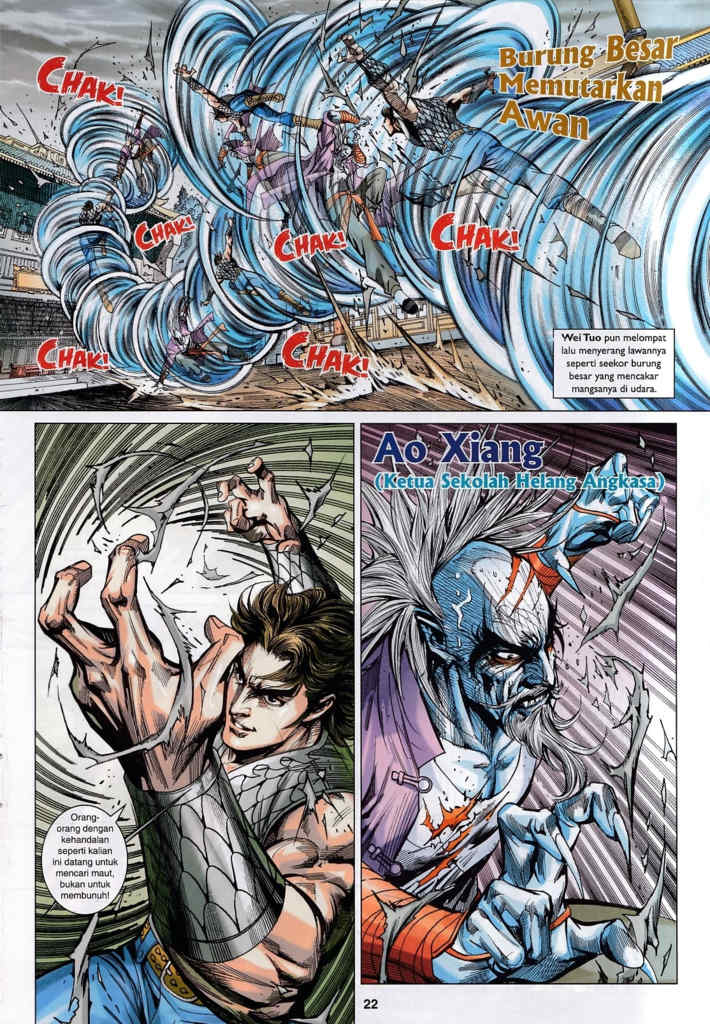 Burung Besar
Memutarkan
Awan
CHAK!
CHAK!
CHAK!
CHAK!
CHAK!
CHAK!
Wei Tuo pun melompat
lalu menyerang lawannya
seperti seekor burung
besar yang mencakar
mangsanya di udara.
Ao Xiang
(Ketua Sekolah Helang Angkasa)
Orang-
orang dengan
kehandalan
seperti kalian
ini datang untuk
mencari maut,
bukan untuk
membunuh!
22